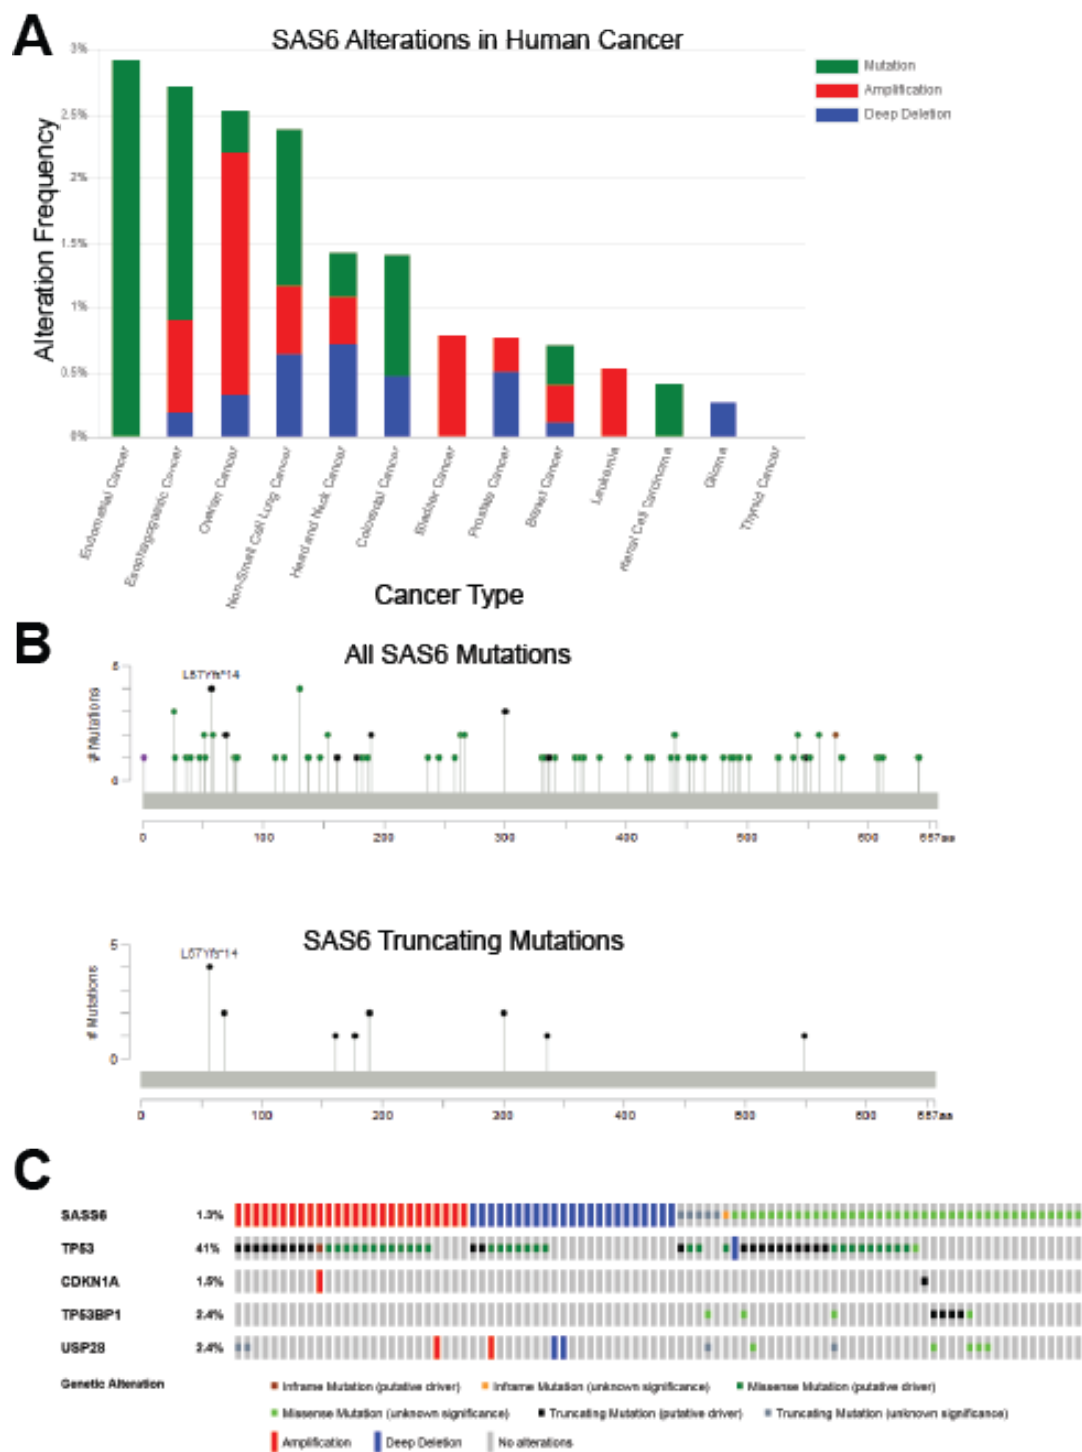 A
SAS6 Alterations in Human Cancer
3%
2.5%
2%
1.5%
1%
0.5%
0%
Alteration Frequency
Mutation
Amplification
Deep Deletion
Endometrial Cancer
Esophagogastric Cancer
Ovarian Cancer
Non-Small Cell Lung Cancer
Head and Neck Cancer
Colorectal Cancer
Bladder Cancer
Prostate Cancer
Breast Cancer
Leukemia
Renal Cell Carcinoma
Glioma
Thyroid Cancer
Cancer Type
B
All SAS6 Mutations
5
L57Yfs*14
# Mutations
0
0 100 200 300 400 500 600 657aa
SAS6 Truncating Mutations
5
L57Yfs*14
# Mutations
0
0 100 200 300 400 500 600 657aa
C
SASS6 1.3%
TP53 41%
CDKN1A 1.5%
TP53BP1 2.4%
USP28 2.4%
Genetic Alteration
Inframe Mutation (putative driver) Inframe Mutation (unknown significance) Missense Mutation (putative driver)
Missense Mutation (unknown significance) Truncating Mutation (putative driver) Truncating Mutation (unknown significance)
Amplification Deep Deletion No alterations